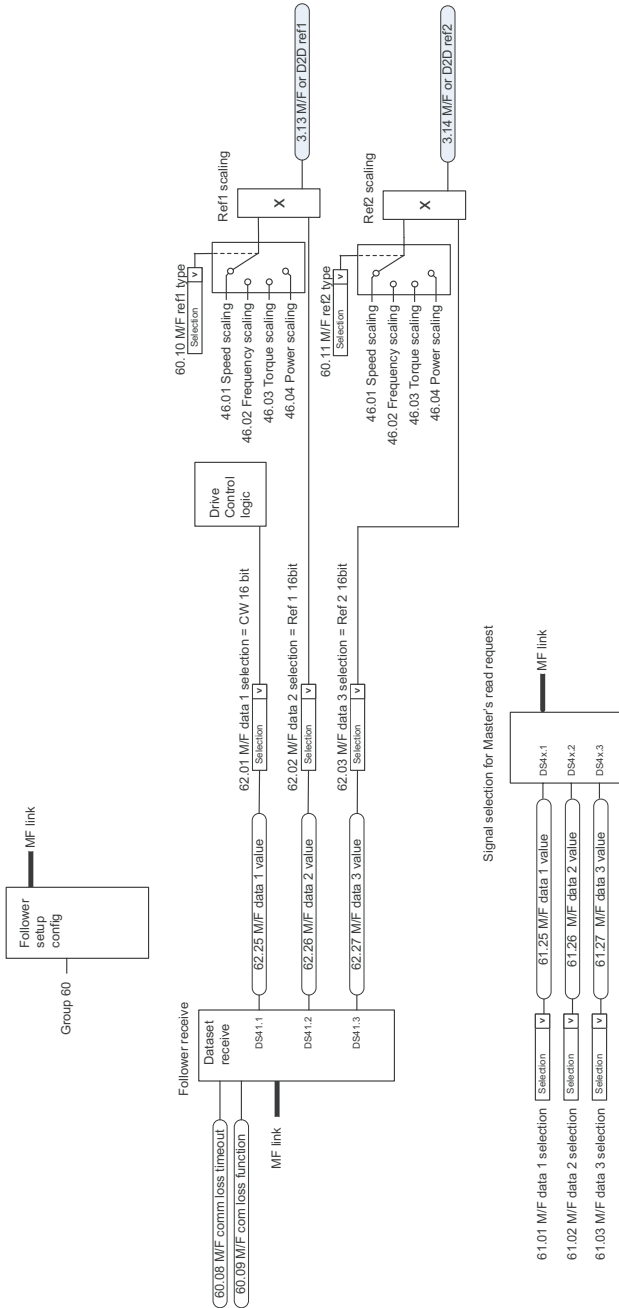 Follower
setup
config
MF link
Group 60
Follower receive
60.08 M/F comm loss timeout
60.09 M/F com loss function
MF link
Dataset
receive
DS41.1
DS41.2
DS41.3
62.25 M/F data 1 value
62.26 M/F data 2 value
62.27 M/F data 3 value
62.01 M/F data 1 selection = CW 16 bit
Selection v
62.02 M/F data 2 selection = Ref 1 16bit
Selection v
62.03 M/F data 3 selection = Ref 2 16bit
Selection v
Drive
Control
logic
60.10 M/F ref1 type
Selection v
46.01 Speed scaling
46.02 Frequency scaling
46.03 Torque scaling
46.04 Power scaling
Ref1 scaling
X
3.13 M/F or D2D ref1
60.11 M/F ref2 type
Selection v
46.01 Speed scaling
46.02 Frequency scaling
46.03 Torque scaling
46.04 Power scaling
Ref2 scaling
X
3.14 M/F or D2D ref2
Signal selection for Master's read request
61.01 M/F data 1 selection Selection v 61.25 M/F data 1 value DS4x.1
61.02 M/F data 2 selection Selection v 61.26 M/F data 2 value DS4x.2
61.03 M/F data 3 selection Selection v 61.27 M/F data 3 value DS4x.3
MF link